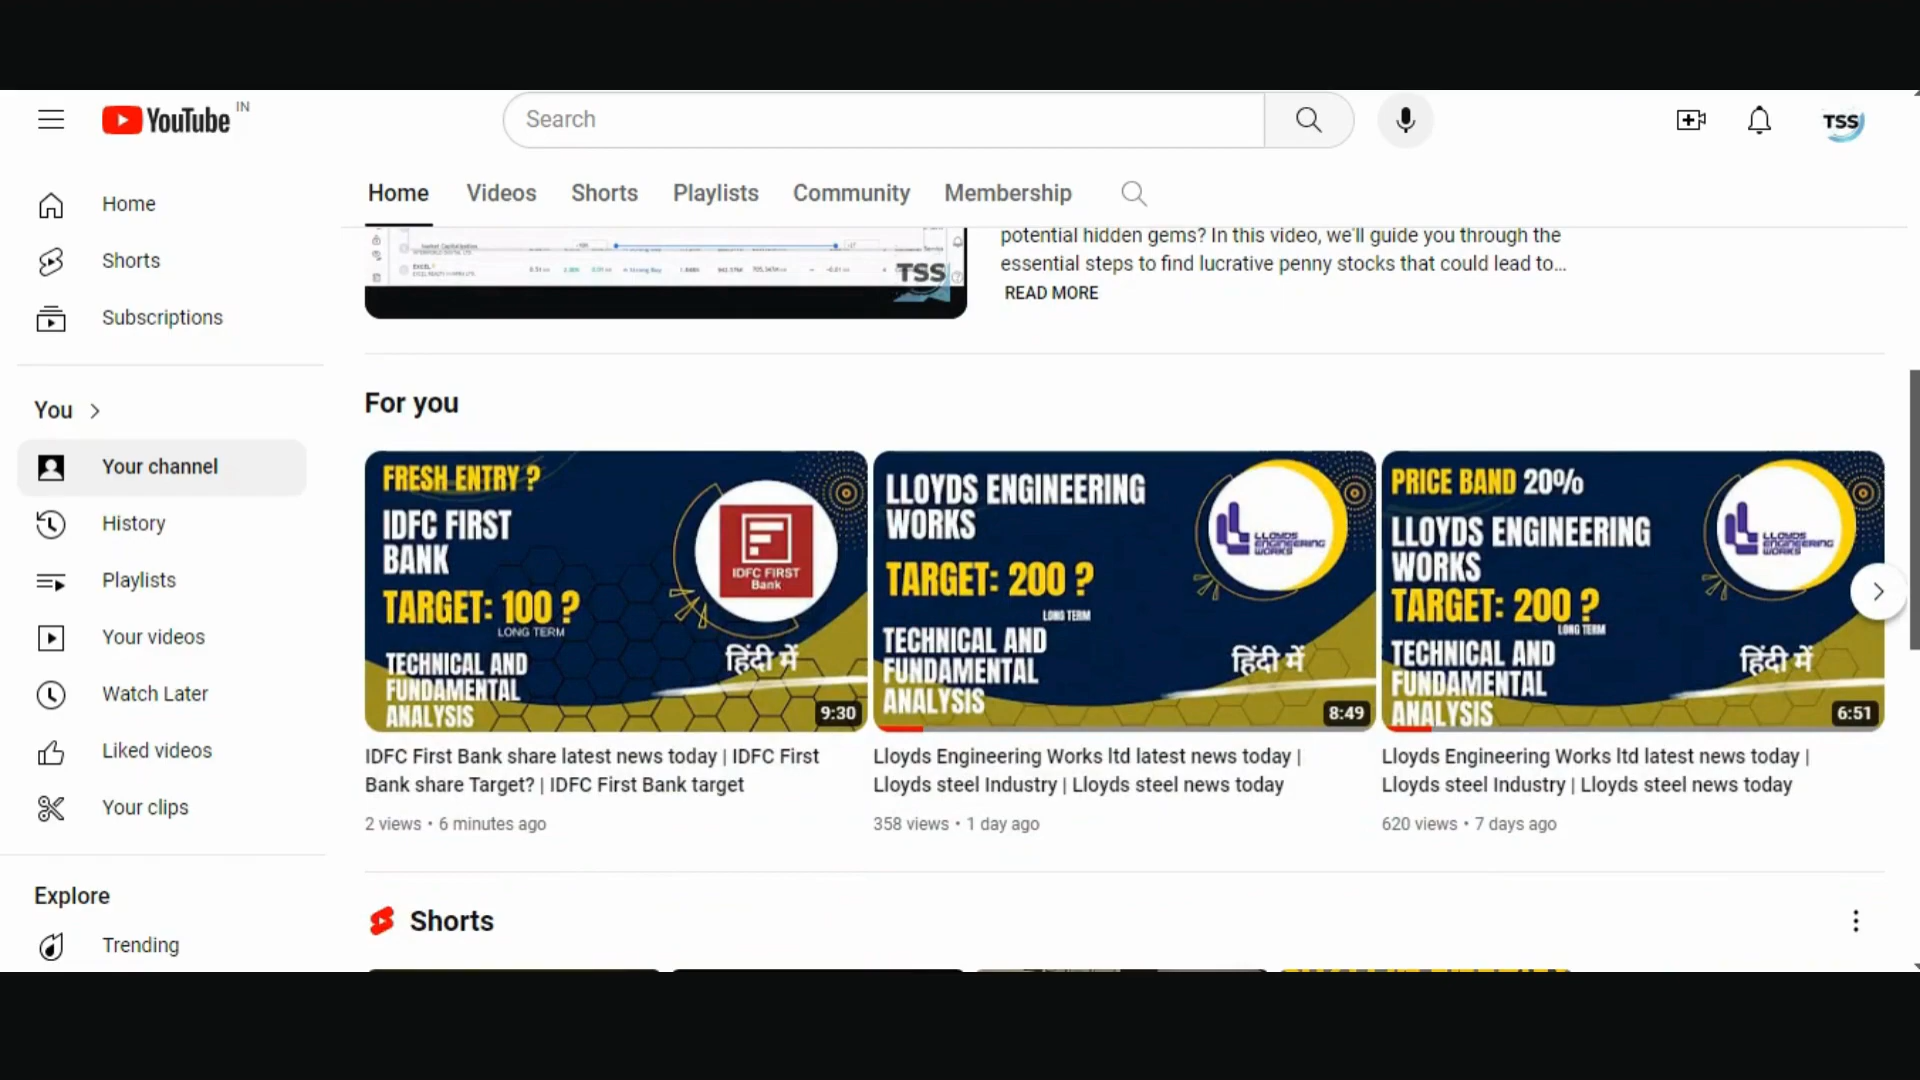 YouTube IN
Search
TSS
Home
Shorts
Subscriptions
You
Your channel
History
Playlists
Your videos
Watch Later
Liked videos
Your clips
Explore
Trending
Home Videos Shorts Playlists Community Membership
TSS
potential hidden gems? In this video, we'll guide you through the
essential steps to find lucrative penny stocks that could lead to...
READ MORE
For you
FRESH ENTRY ?
IDFC FIRST
BANK
TARGET: 100 ?
LONG TERM
TECHNICAL AND
FUNDAMENTAL
ANALYSIS
IDFC FIRST
Bank
हिंदी में
9:30
IDFC First Bank share latest news today | IDFC First
Bank share Target? | IDFC First Bank target
2 views • 6 minutes ago
LLOYDS ENGINEERING
WORKS
TARGET: 200 ?
LONG TERM
TECHNICAL AND
FUNDAMENTAL
ANALYSIS
LLOYDS
ENGINEERING
WORKS
हिंदी में
8:49
Lloyds Engineering Works ltd latest news today |
Lloyds steel Industry | Lloyds steel news today
358 views • 1 day ago
PRICE BAND 20%
LLOYDS ENGINEERING
WORKS
TARGET: 200 ?
LONG TERM
TECHNICAL AND
FUNDAMENTAL
ANALYSIS
LLOYDS
ENGINEERING
WORKS
हिंदी में
6:51
Lloyds Engineering Works ltd latest news today |
Lloyds steel Industry | Lloyds steel news today
620 views • 7 days ago
Shorts